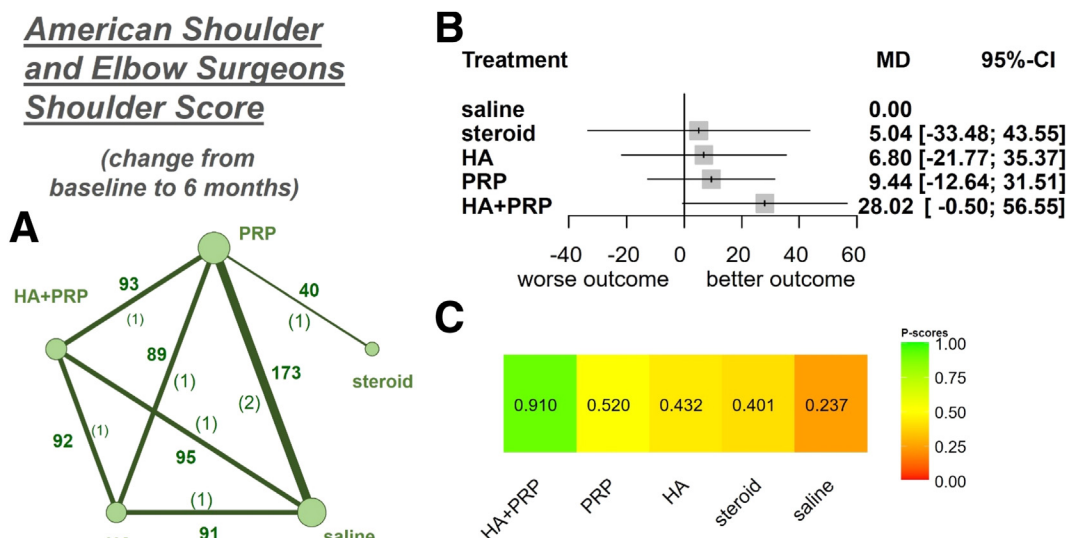 American Shoulder
and Elbow Surgeons
Shoulder Score
(change from
baseline to 6 months)
A
PRP
HA+PRP
93
(1)
40
(1)
89
(1)
173
(2)
steroid
(1)
92
(1)
95
(1)
91
saline
B
Treatment MD 95%-CI
saline 0.00
steroid 5.04 [-33.48; 43.55]
HA 6.80 [-21.77; 35.37]
PRP 9.44 [-12.64; 31.51]
HA+PRP 28.02 [ -0.50; 56.55]
-40 -20 0 20 40 60
worse outcome better outcome
C
P-scores
1.00
0.75
0.50
0.25
0.00
0.910 0.520 0.432 0.401 0.237
HA+PRP PRP HA steroid saline